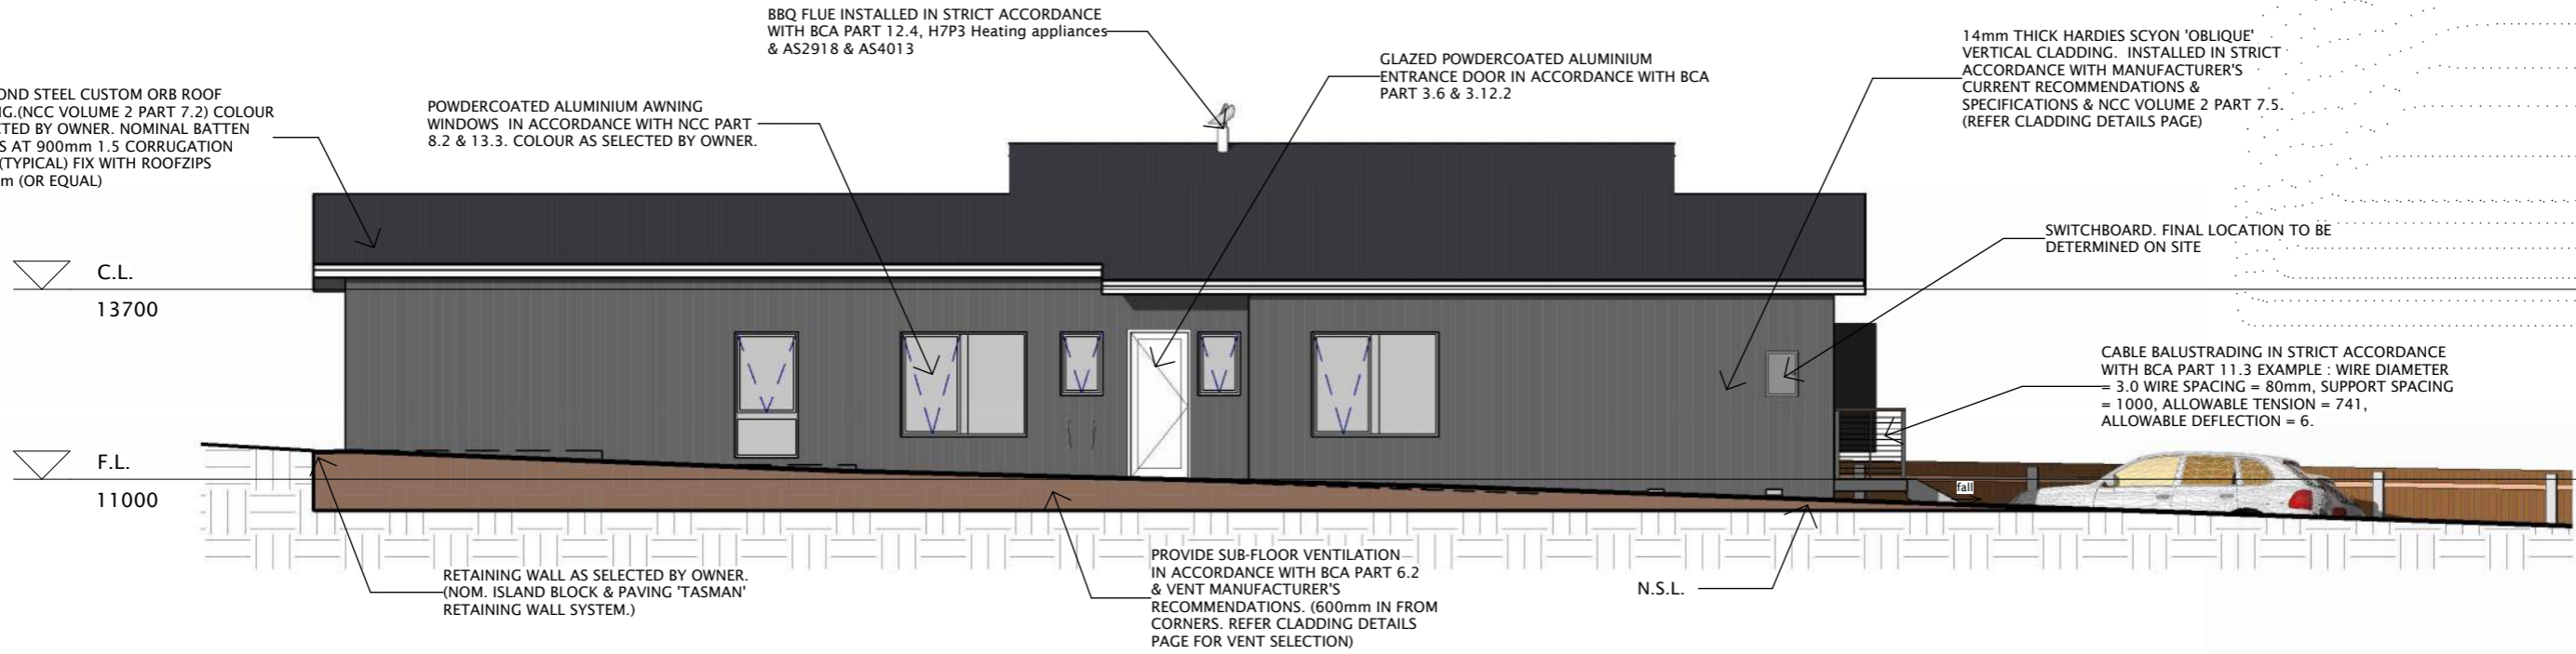 BBQ FLUE INSTALLED IN STRICT ACCORDANCE
WITH BCA PART 12.4, H7P3 Heating appliances
& AS2918 & AS4013
GLAZED POWDERCOATED ALUMINIUM
ENTRANCE DOOR IN ACCORDANCE WITH BCA
PART 3.6 & 3.12.2
14mm THICK HARDIES SCYON 'OBLIQUE'
VERTICAL CLADDING. INSTALLED IN STRICT
ACCORDANCE WITH MANUFACTURER'S
CURRENT RECOMMENDATIONS &
SPECIFICATIONS & NCC VOLUME 2 PART 7.5.
(REFER CLADDING DETAILS PAGE)
OND STEEL CUSTOM ORB ROOF
NG.(NCC VOLUME 2 PART 7.2) COLOUR
CTED BY OWNER. NOMINAL BATTEN
S AT 900mm 1.5 CORRUGATION
(TYPICAL) FIX WITH ROOFZIPS
m (OR EQUAL)
POWDERCOATED ALUMINIUM AWNING
WINDOWS IN ACCORDANCE WITH NCC PART
8.2 & 13.3. COLOUR AS SELECTED BY OWNER.
SWITCHBOARD. FINAL LOCATION TO BE
DETERMINED ON SITE
C.L.
13700
CABLE BALUSTRADING IN STRICT ACCORDANCE
WITH BCA PART 11.3 EXAMPLE : WIRE DIAMETER
= 3.0 WIRE SPACING = 80mm, SUPPORT SPACING
= 1000, ALLOWABLE TENSION = 741,
ALLOWABLE DEFLECTION = 6.
F.L.
11000
fall
RETAINING WALL AS SELECTED BY OWNER.
(NOM. ISLAND BLOCK & PAVING 'TASMAN'
RETAINING WALL SYSTEM.)
PROVIDE SUB-FLOOR VENTILATION
IN ACCORDANCE WITH BCA PART 6.2
& VENT MANUFACTURER'S
RECOMMENDATIONS. (600mm IN FROM
CORNERS. REFER CLADDING DETAILS
PAGE FOR VENT SELECTION)
N.S.L.